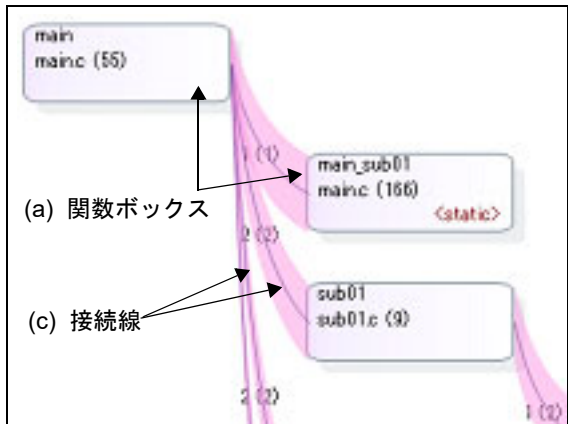 main
main.c (55)
1 (1)
main_sub01
main.c (166)
<static>
(a) 関数ボックス
2 (2)
sub01
sub01.c (9)
(c) 接続線
2 (2)
1 (2)